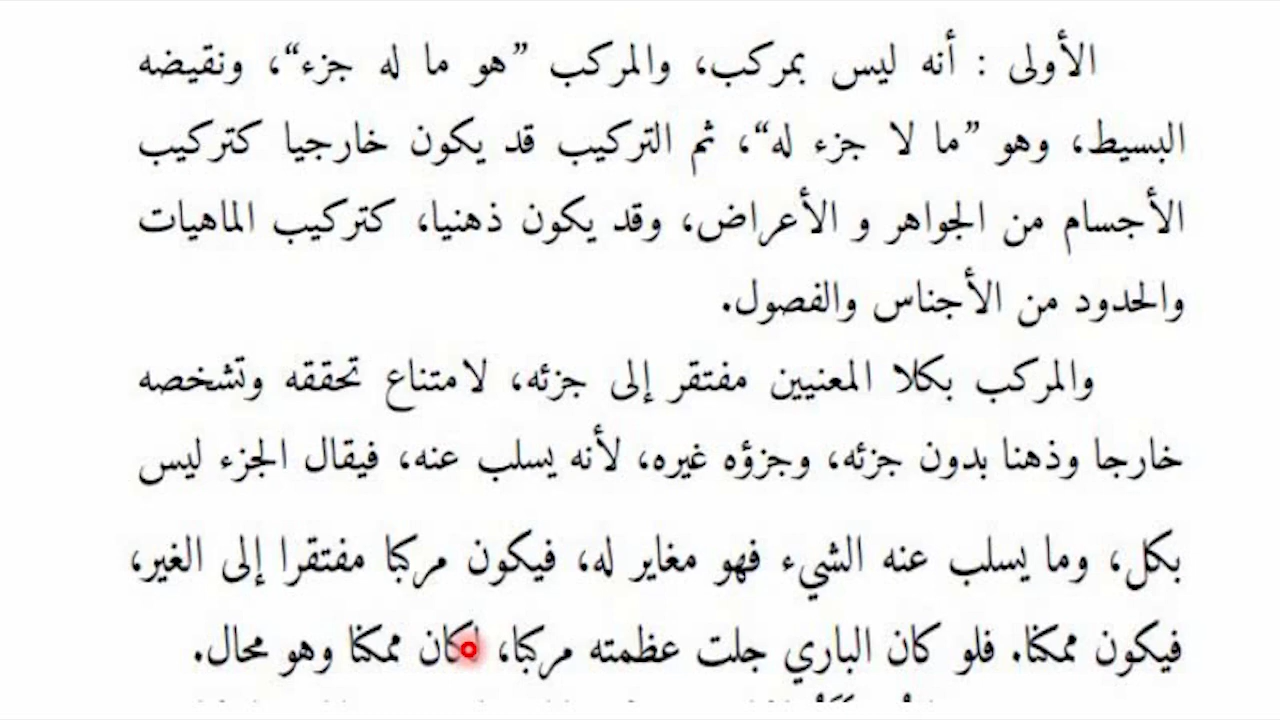 الأولى : أنه ليس بمركب، والمركب ”هو ما له جزء“، ونقيضه
البسيط، وهو ”ما لا جزء له“، ثم التركيب قد يكون خارجيا كتركيب
الأجسام من الجواهر و الأعراض، وقد يكون ذهنيا، كتركيب الماهيات
والحدود من الأجناس والفصول.
والمركب بكلا المعنيين مفتقر إلى جزئه، لامتناع تحققه وتشخصه
خارجا وذهنا بدون جزئه، وجزؤه غيره، لأنه يسلب عنه، فيقال الجزء ليس
بكل، وما يسلب عنه الشيء فهو مغاير له، فيكون مركبا مفتقرا إلى الغير،
فيكون ممكنا. فلو كان الباري جلت عظمته مركبا، لكان ممكنا وهو محال.